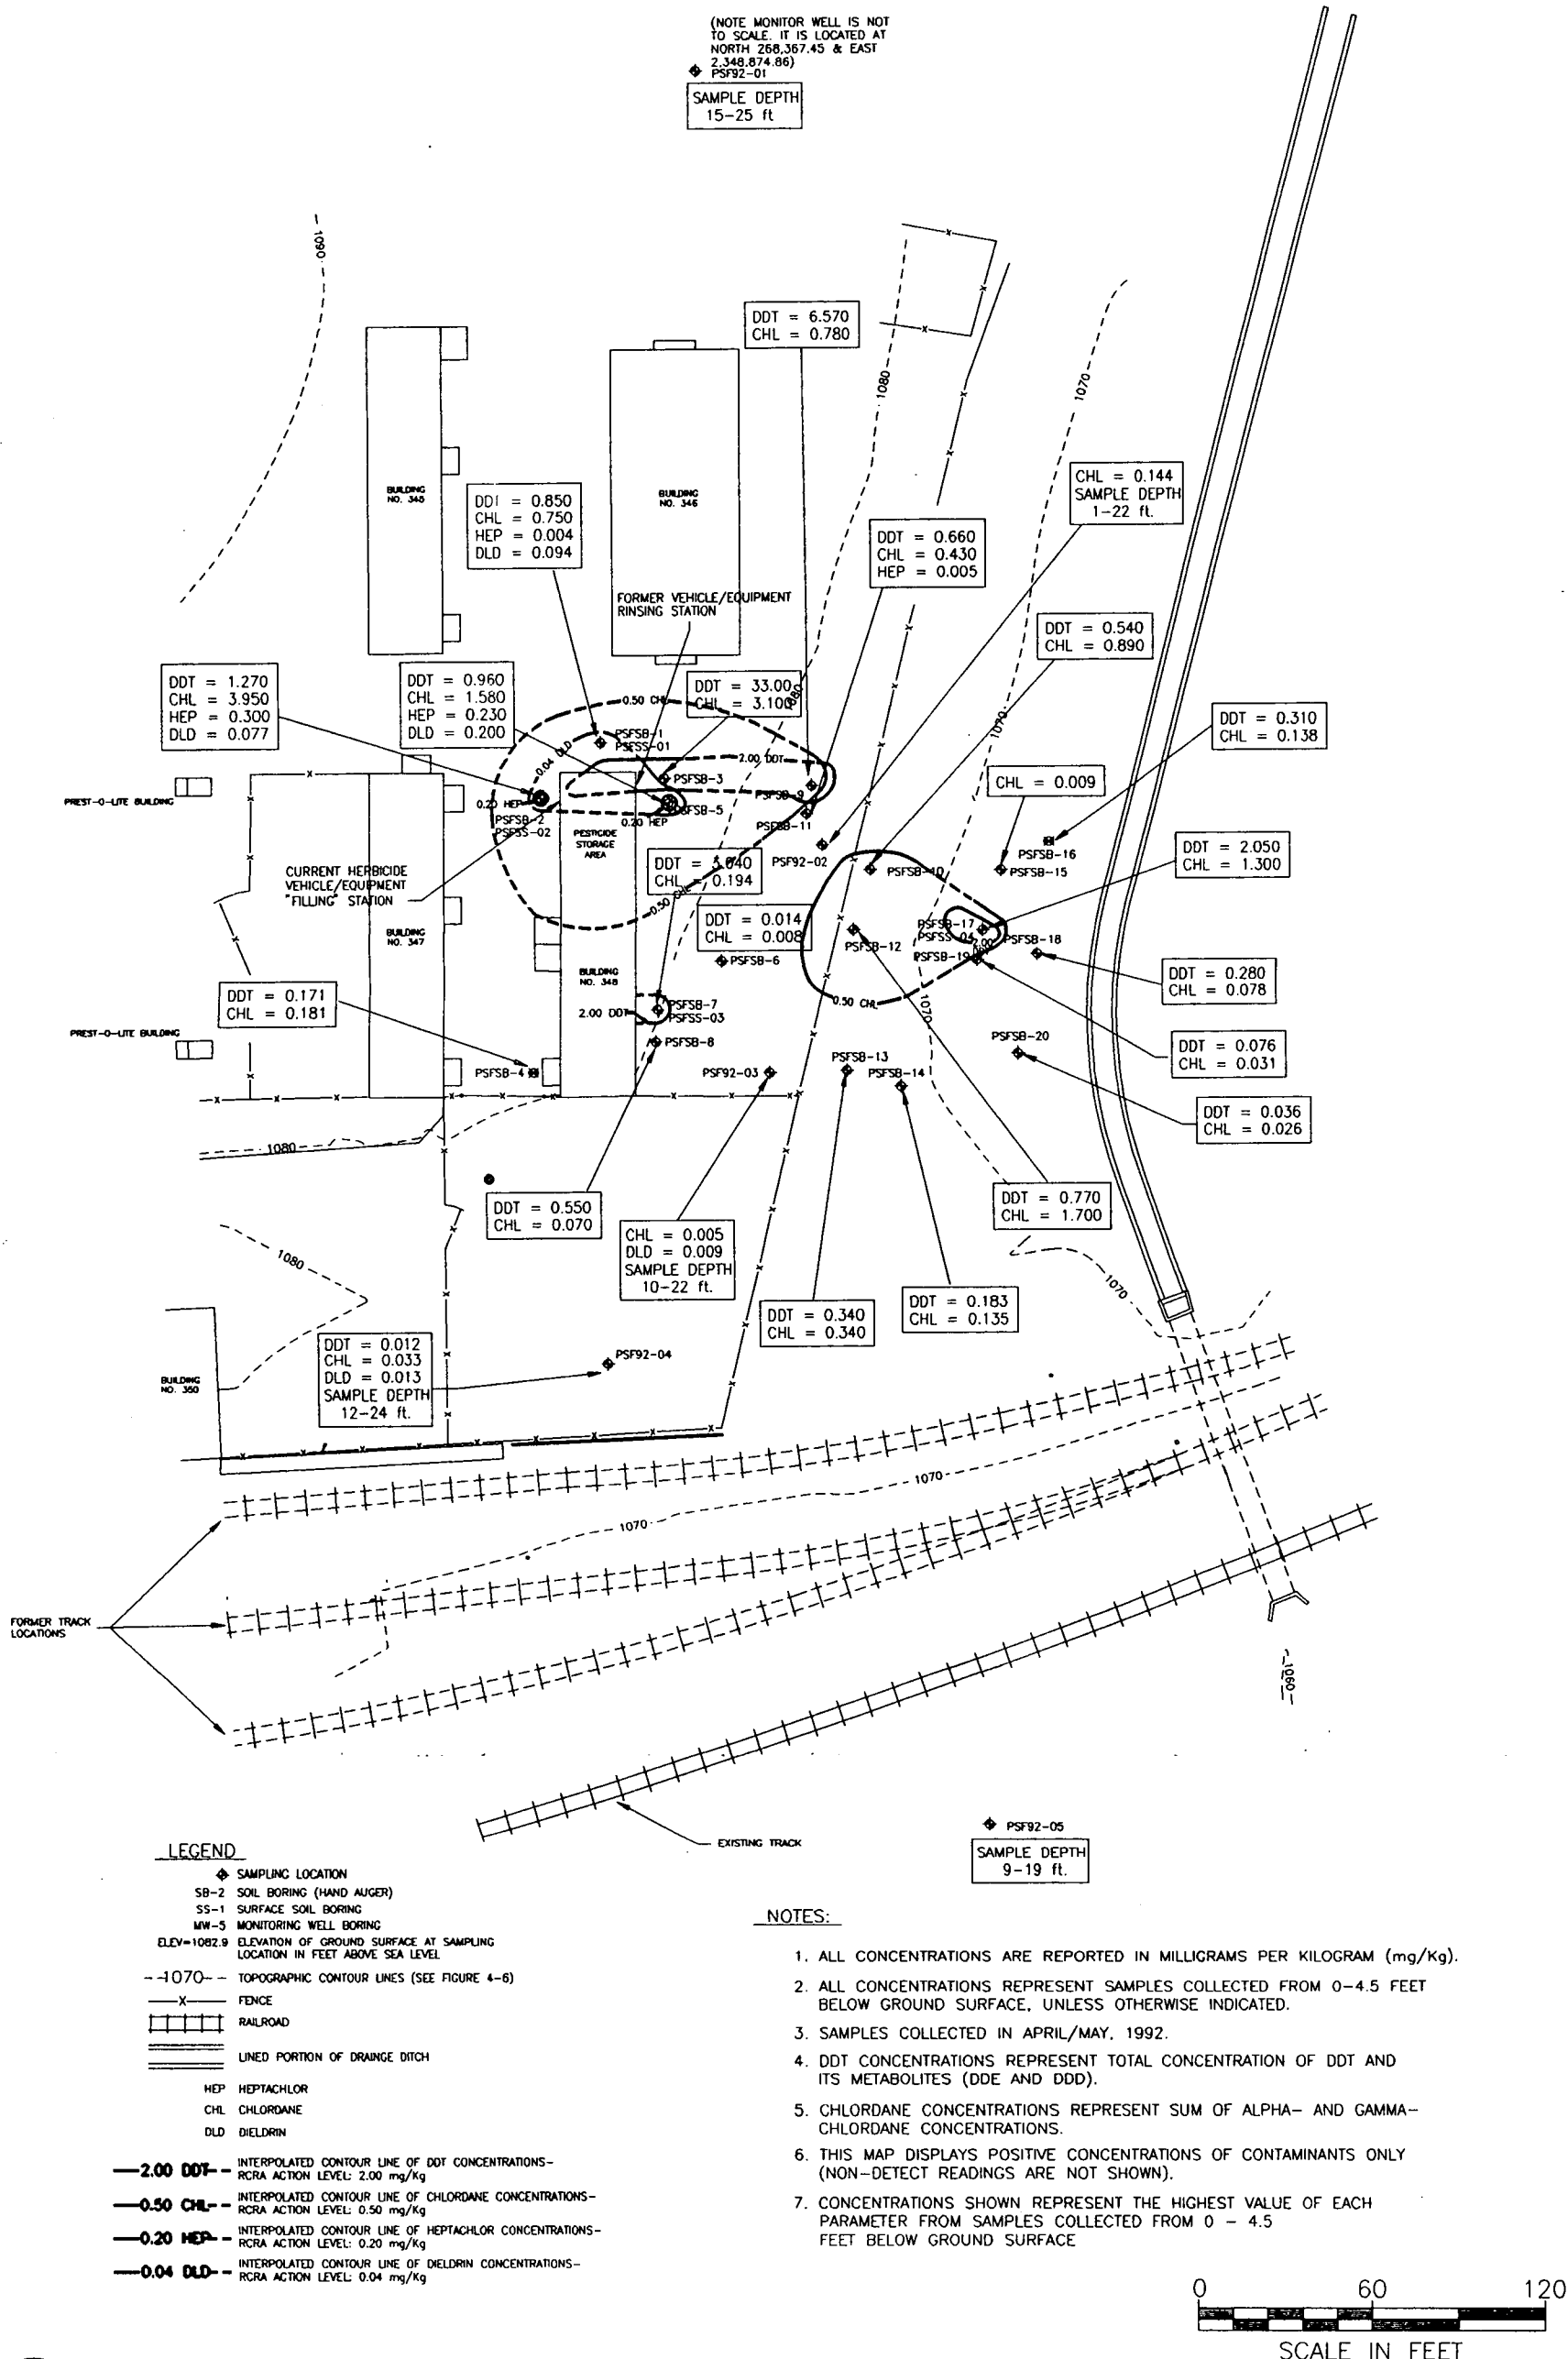 (NOTE MONITOR WELL IS NOT
TO SCALE. IT IS LOCATED AT
NORTH 268,367.45 & EAST
2,348,874.86)
PSF92-01
SAMPLE DEPTH
15-25 ft
1090
1080
1070
DDT = 6.570
CHL = 0.780
BUILDING
NO. 345
BUILDING
NO. 346
DDT = 0.850
CHL = 0.750
HEP = 0.004
DLD = 0.094
CHL = 0.144
SAMPLE DEPTH
1-22 ft.
DDT = 0.660
CHL = 0.430
HEP = 0.005
FORMER VEHICLE/EQUIPMENT
RINSING STATION
DDT = 0.540
CHL = 0.890
DDT = 1.270
CHL = 3.950
HEP = 0.300
DLD = 0.077
DDT = 0.960
CHL = 1.580
HEP = 0.230
DLD = 0.200
DDT = 33.00
CHL = 3.100
1080
0.50 CHL
DDT = 0.310
CHL = 0.138
1070
PSFSB-1
PSFSS-01
0.04 DLD
2.00 DDT
PSFSB-3
CHL = 0.009
PREST-O-LITE BUILDING
0.20 HEP
PSFSB-2
PSFSS-02
PSFSB-5
0.20 HEP
PSFSB-9
PSFSB-11
PESTICIDE
STORAGE
AREA
PSF92-02
PSFSB-16
PSFSB-15
PSFSB-10
DDT = 2.050
CHL = 1.300
CURRENT HERBICIDE
VEHICLE/EQUIPMENT
"FILLING" STATION
DDT = 3.040
CHL = 0.194
0.50 CHL
DDT = 0.014
CHL = 0.008
BUILDING
NO. 347
PSFSB-17
PSFSS-04
2.00
DDT
PSFSB-12
PSFSB-18
PSFSB-19
PSFSB-6
BUILDING
NO. 348
DDT = 0.280
CHL = 0.078
DDT = 0.171
CHL = 0.181
0.50 CHL
1070
2.00 DDT
PSFSB-7
PSFSS-03
PREST-O-LITE BUILDING
PSFSB-8
PSFSB-20
DDT = 0.076
CHL = 0.031
PSFSB-4
PSF92-03
PSFSB-13
PSFSB-14
DDT = 0.036
CHL = 0.026
1080
DDT = 0.550
CHL = 0.070
DDT = 0.770
CHL = 1.700
CHL = 0.005
DLD = 0.009
SAMPLE DEPTH
10-22 ft.
1080
1070
DDT = 0.340
CHL = 0.340
DDT = 0.183
CHL = 0.135
DDT = 0.012
CHL = 0.033
DLD = 0.013
SAMPLE DEPTH
12-24 ft.
PSF92-04
BUILDING
NO. 350
1070
1070
FORMER TRACK
LOCATIONS
1060
EXISTING TRACK
PSF92-05
SAMPLE DEPTH
9-19 ft.
LEGEND
SAMPLING LOCATION
SB-2 SOIL BORING (HAND AUGER)
SS-1 SURFACE SOIL BORING
MW-5 MONITORING WELL BORING
ELEV=1082.9 ELEVATION OF GROUND SURFACE AT SAMPLING
LOCATION IN FEET ABOVE SEA LEVEL
--1070-- TOPOGRAPHIC CONTOUR LINES (SEE FIGURE 4-6)
X FENCE
RAILROAD
LINED PORTION OF DRAINGE DITCH
HEP HEPTACHLOR
CHL CHLORDANE
DLD DIELDRIN
2.00 DDT INTERPOLATED CONTOUR LINE OF DDT CONCENTRATIONS-
RCRA ACTION LEVEL: 2.00 mg/Kg
0.50 CHL INTERPOLATED CONTOUR LINE OF CHLORDANE CONCENTRATIONS-
RCRA ACTION LEVEL: 0.50 mg/Kg
0.20 HEP INTERPOLATED CONTOUR LINE OF HEPTACHLOR CONCENTRATIONS-
RCRA ACTION LEVEL: 0.20 mg/Kg
0.04 DLD INTERPOLATED CONTOUR LINE OF DIELDRIN CONCENTRATIONS-
RCRA ACTION LEVEL: 0.04 mg/Kg
NOTES:
1. ALL CONCENTRATIONS ARE REPORTED IN MILLIGRAMS PER KILOGRAM (mg/Kg).
2. ALL CONCENTRATIONS REPRESENT SAMPLES COLLECTED FROM 0-4.5 FEET
BELOW GROUND SURFACE, UNLESS OTHERWISE INDICATED.
3. SAMPLES COLLECTED IN APRIL/MAY, 1992.
4. DDT CONCENTRATIONS REPRESENT TOTAL CONCENTRATION OF DDT AND
ITS METABOLITES (DDE AND DDD).
5. CHLORDANE CONCENTRATIONS REPRESENT SUM OF ALPHA- AND GAMMA-
CHLORDANE CONCENTRATIONS.
6. THIS MAP DISPLAYS POSITIVE CONCENTRATIONS OF CONTAMINANTS ONLY
(NON-DETECT READINGS ARE NOT SHOWN).
7. CONCENTRATIONS SHOWN REPRESENT THE HIGHEST VALUE OF EACH
PARAMETER FROM SAMPLES COLLECTED FROM 0 - 4.5
FEET BELOW GROUND SURFACE
0 60 120
SCALE IN FEET